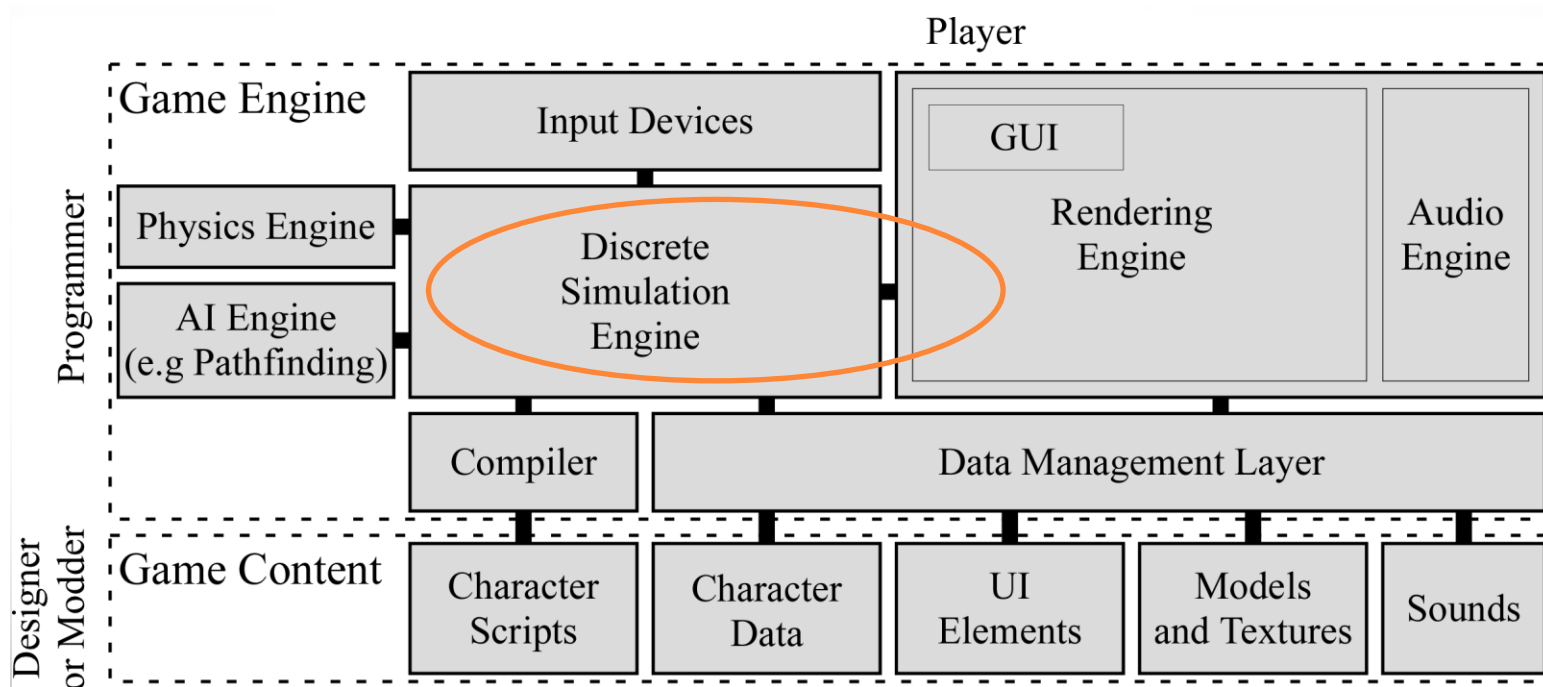 Player
Game Engine
Input Devices
GUI
Rendering
Engine
Audio
Engine
Programmer
Physics Engine
Discrete
Simulation
Engine
AI Engine
(e.g Pathfinding)
Compiler
Data Management Layer
Designer
or Modder
Game Content
Character
Scripts
Character
Data
UI
Elements
Models
and Textures
Sounds